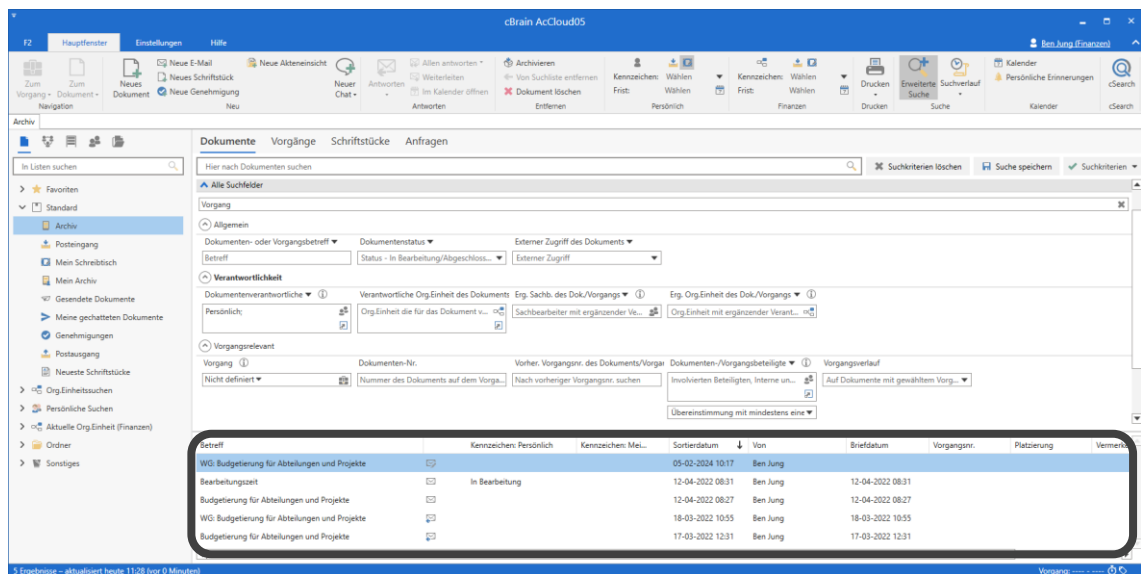 cBrain AcCloud05
F2 Hauptfenster Einstellungen Hilfe Ben Jung (Finanzen)
Zum Vorgang Zum Dokument
Navigation
Neues Dokument
Neues E-Mail
Neues Schriftstück
Neue Genehmigung
Neue Akteneinsicht
Neuer Chat
Neu
Antworten
Allen antworten
Weiterleiten
Im Kalender öffnen
Antworten
Archivieren
Von Suchliste entfernen
Dokument löschen
Entfernen
Kennzeichen: Wählen
Frist: Wählen
Persönlich
Kennzeichen: Wählen
Frist: Wählen
Finanzen
Drucken
Drucken
Erweiterte Suche
Suchverlauf
Suche
Kalender
Persönliche Erinnerungen
Kalender
cSearch
cSearch
Archiv
In Listen suchen
Favoriten
Standard
Archiv
Posteingang
Mein Schreibtisch
Mein Archiv
Gesendete Dokumente
Meine gechatteten Dokumente
Genehmigungen
Postausgang
Neueste Schriftstücke
Org.Einheitssuchen
Persönliche Suchen
Aktuelle Org.Einheit (Finanzen)
Ordner
Sonstiges
Dokumente Vorgänge Schriftstücke Anfragen
Hier nach Dokumenten suchen Suchkriterien löschen Suche speichern Suchkriterien
Alle Suchfelder
Vorgang
Allgemein
Dokumenten- oder Vorgangsbetreff Dokumentenstatus Externer Zugriff des Dokuments
Betreff Status - In Bearbeitung/Abgeschloss... Externer Zugriff
Verantwortlichkeit
Dokumentenverantwortliche Verantwortliche Org.Einheit des Dokuments Erg. Sachb. des Dok./Vorgangs Erg. Org.Einheit des Dok./Vorgangs
Persönlich; Org.Einheit die für das Dokument v... Sachbearbeiter mit ergänzender Ve... Org.Einheit mit ergänzender Verant...
Vorgangsrelevant
Vorgang Dokumenten-Nr. Vorher. Vorgangsnr. des Dokuments/Vorgan Dokumenten-/Vorgangsbeteiligte Vorgangsverlauf
Nicht definiert Nummer des Dokuments auf dem Vorga... Nach vorheriger Vorgangsnr. suchen Involvierten Beteiligten, Interne un... Auf Dokumente mit gewähltem Vorg...
Übereinstimmung mit mindestens eine
Betreff Kennzeichen: Persönlich Kennzeichen: Mei... Sortierdatum Von Briefdatum Vorgangsnr. Platzierung Vermerke
WG: Budgetierung für Abteilungen und Projekte 05-02-2024 10:17 Ben Jung
Bearbeitungszeit In Bearbeitung 12-04-2022 08:31 Ben Jung 12-04-2022 08:31
Budgetierung für Abteilungen und Projekte 12-04-2022 08:27 Ben Jung 12-04-2022 08:27
WG: Budgetierung für Abteilungen und Projekte 18-03-2022 10:55 Ben Jung 18-03-2022 10:55
Budgetierung für Abteilungen und Projekte 17-03-2022 12:31 Ben Jung 17-03-2022 12:31
5 Ergebnisse – aktualisiert heute 11:28 (vor 0 Minuten) Vorgang: ---- - ----